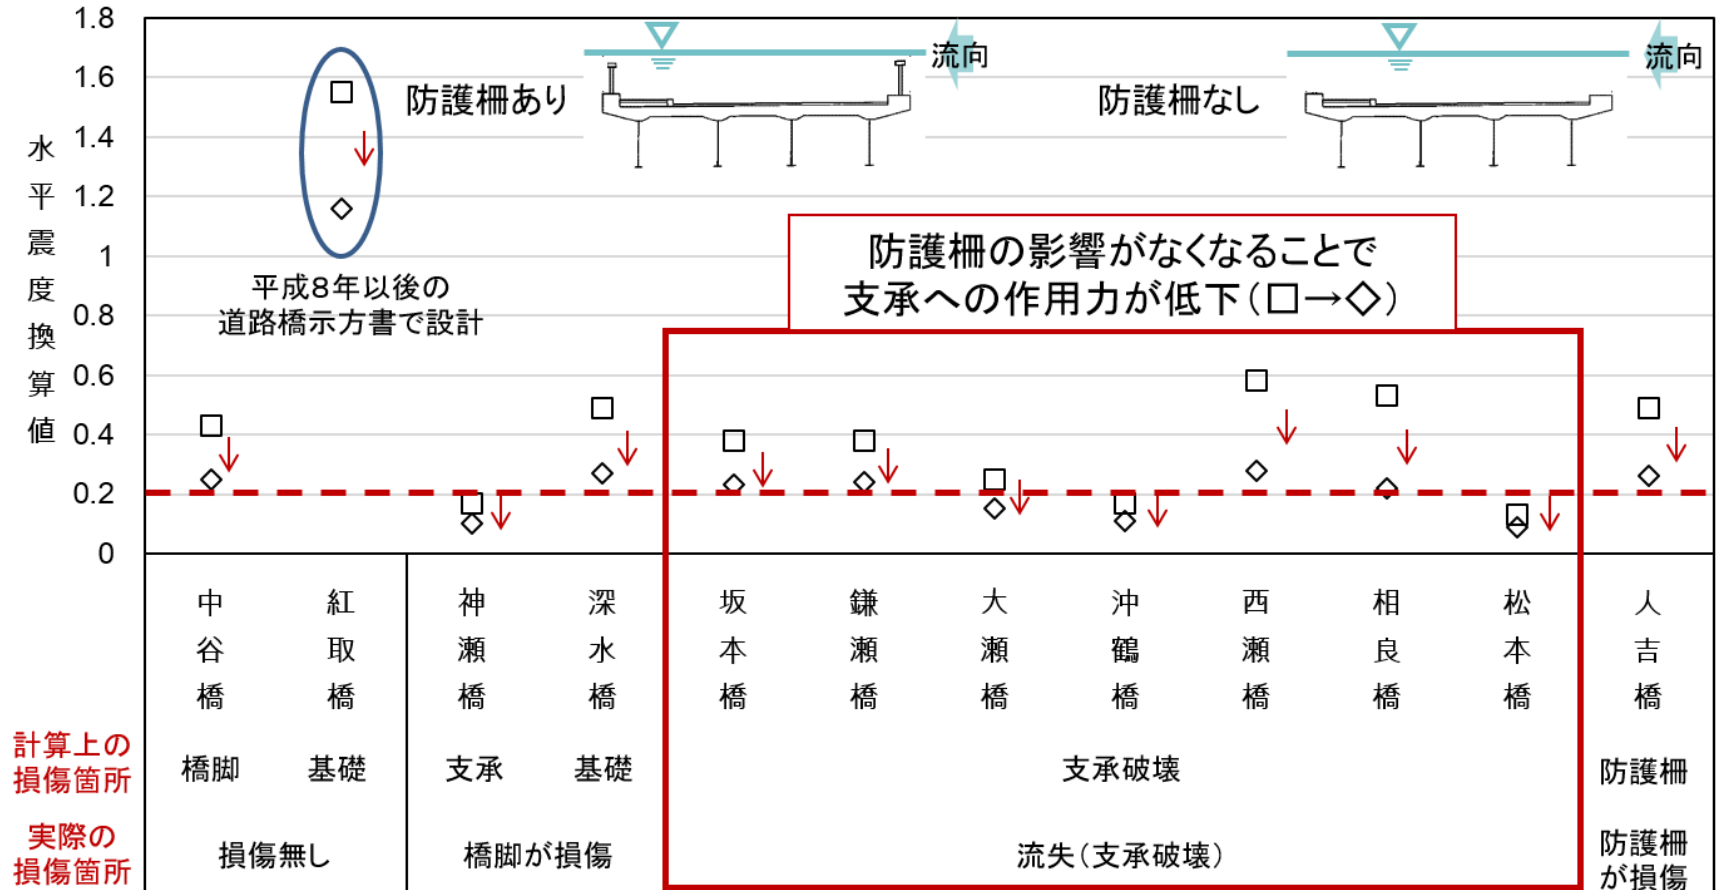 1.8
1.6
1.4
1.2
1
0.8
0.6
0.4
0.2
0
水平震度換算値
防護柵あり
流向
防護柵なし
流向
平成8年以後の
道路橋示方書で設計
防護柵の影響がなくなることで
支承への作用力が低下(□→◇)
中谷橋
紅取橋
神瀬橋
深水橋
坂本橋
鎌瀬橋
大瀬橋
沖鶴橋
西瀬橋
相良橋
松本橋
人吉橋
計算上の
損傷箇所
橋脚
基礎
支承
基礎
支承破壊
防護柵
実際の
損傷箇所
損傷無し
橋脚が損傷
流失(支承破壊)
防護柵
が損傷